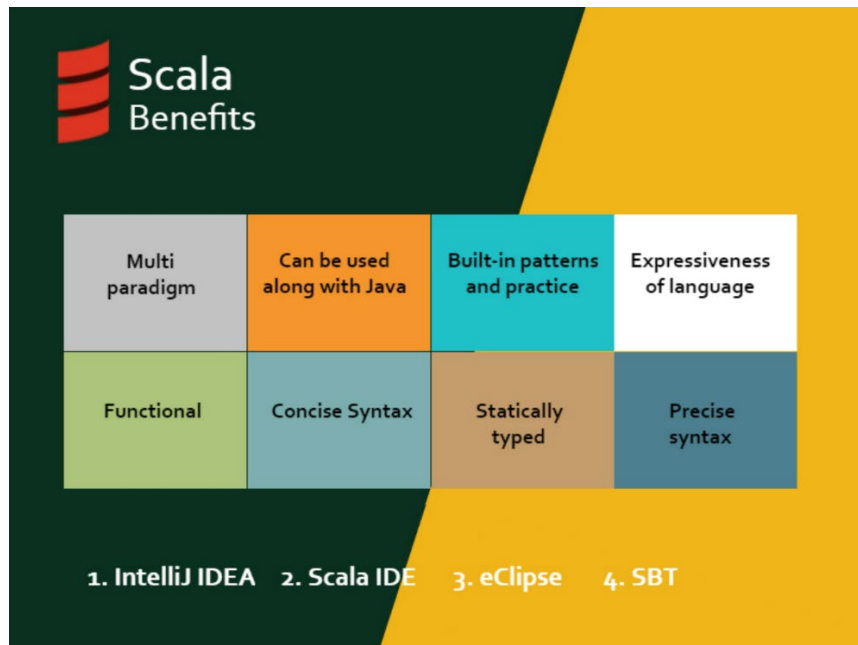 Scala
Benefits
Multi
paradigm
Can be used
along with Java
Built-in patterns
and practice
Expressiveness
of language
Functional
Concise Syntax
Statically
typed
Precise
syntax
1. IntelliJ IDEA 2. Scala IDE 3. eClipse 4. SBT